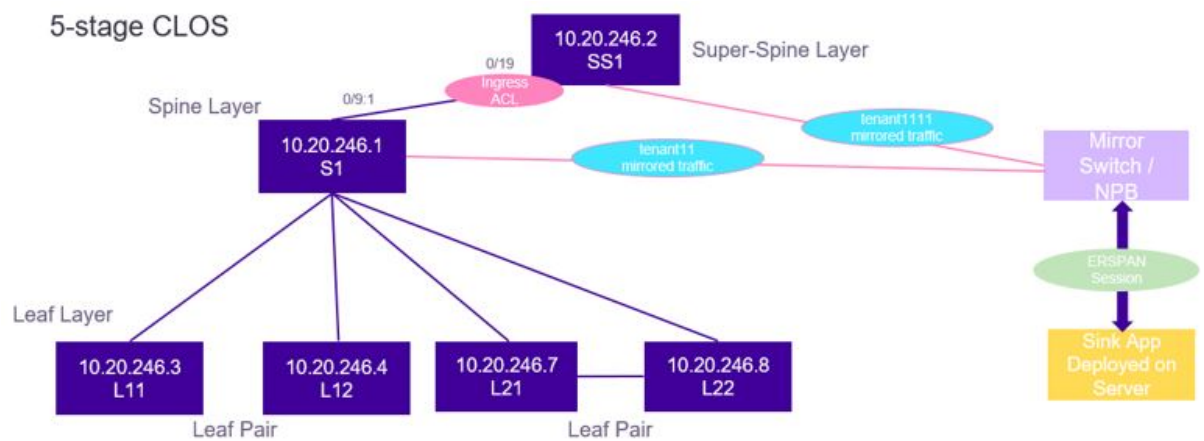 5-stage CLOS
10.20.246.2
SS1
Super-Spine Layer
0/19
Ingress
ACL
Spine Layer
0/9:1
10.20.246.1
S1
tenant1111
mirrored traffic
tenant11
mirrored traffic
Mirror
Switch /
NPB
ERSPAN
Session
Leaf Layer
10.20.246.3
L11
10.20.246.4
L12
10.20.246.7
L21
10.20.246.8
L22
Sink App
Deployed on
Server
Leaf Pair
Leaf Pair